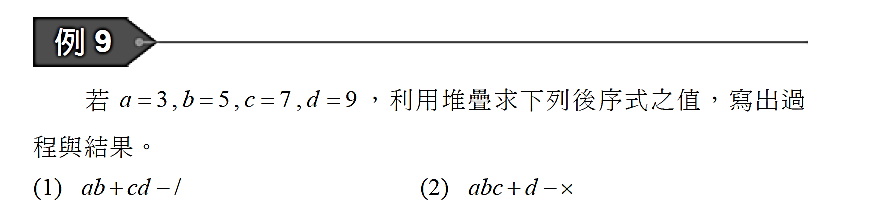 例 9
若 a = 3 , b = 5 , c = 7 , d = 9 ，利用堆疊求下列後序式之值，寫出過
程與結果。
(1) ab + cd − / (2) abc + d − ×